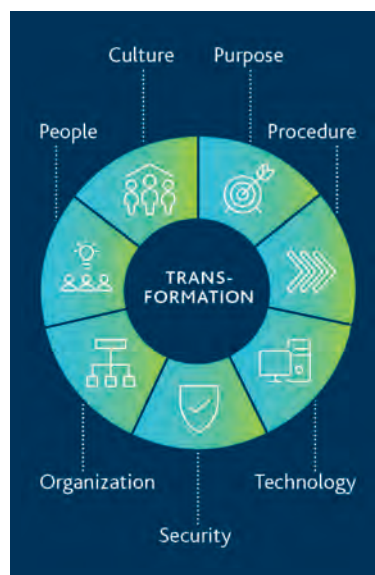 Culture
Purpose
People
Procedure
TRANS-
FORMATION
Organization
Technology
Security